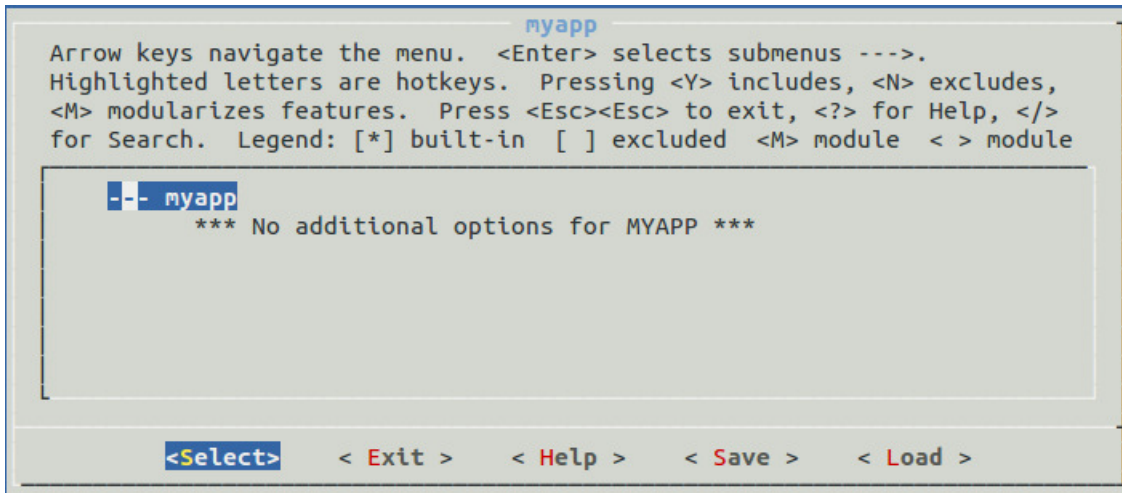 myapp
Arrow keys navigate the menu.  <Enter> selects submenus --->.
Highlighted letters are hotkeys.  Pressing <Y> includes, <N> excludes,
<M> modularizes features.  Press <Esc><Esc> to exit, <?> for Help, </>
for Search.  Legend: [*] built-in  [ ] excluded  <M> module  < > module
--- myapp
*** No additional options for MYAPP ***
<Select>    < Exit >    < Help >    < Save >    < Load >